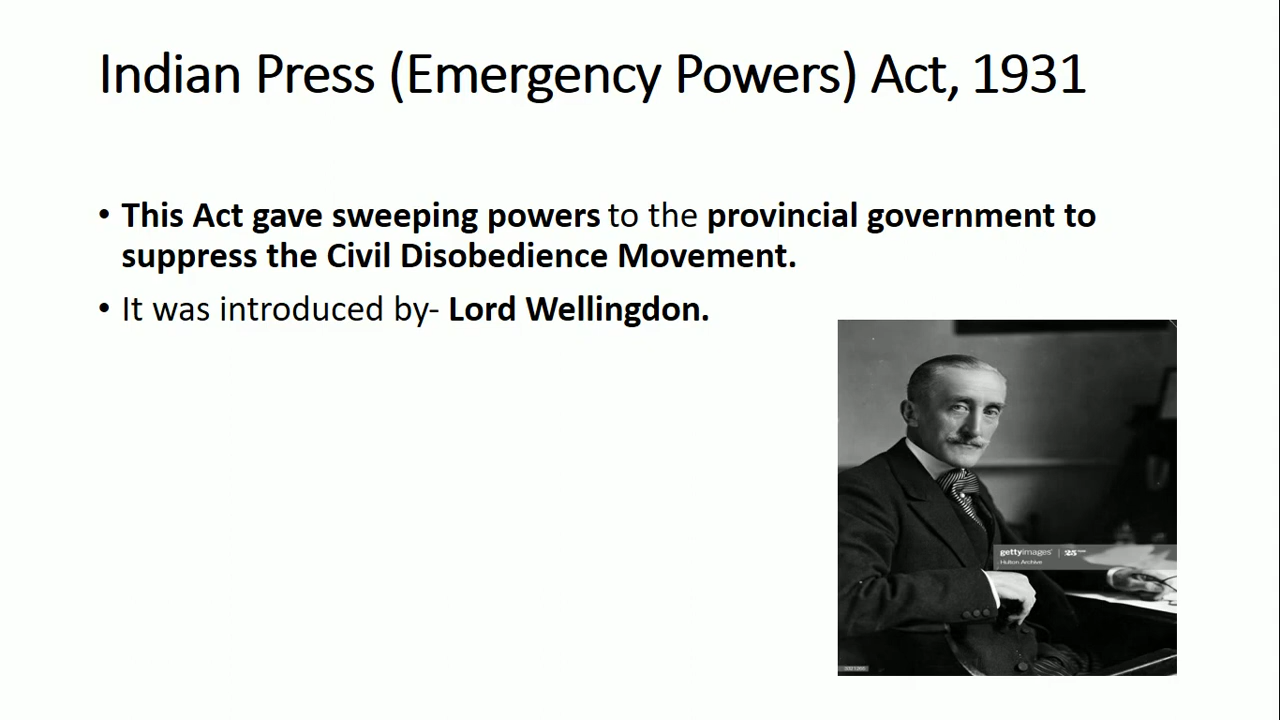 Indian Press (Emergency Powers) Act, 1931
• This Act gave sweeping powers to the provincial government to
suppress the Civil Disobedience Movement.
• It was introduced by- Lord Wellingdon.
gettyimages
Hulton Archive